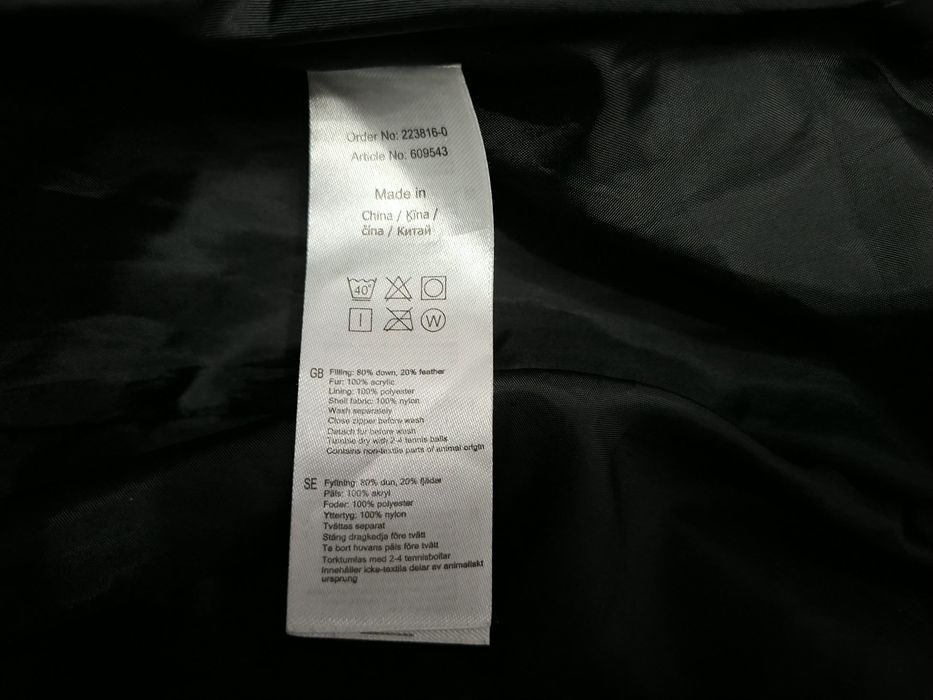 Order No: 223816-0
Article No. 609543
Made in
China / Ķīna /
čína / Китай
40°
W
GB Filling: 80% down, 20% feather
Fur: 100% acrylic
Lining: 100% polyester
Shell fabric: 100% nylon
Wash separately
Close zipper before wash
Detach fur before wash
Tumble dry with 2-4 tennis balls
Contains non-textile parts of animal origin
SE Fyllning: 80% dun, 20% fjäder
Päls: 100% akryl
Foder: 100% polyester
Yttertyg: 100% nylon
Tvättas separat
Stäng dragkedja före tvätt
Ta bort huvans päls före tvätt
Torktumlas med 2-4 tennisbollar
Innehåller icke-textila delar av animaliskt
ursprung